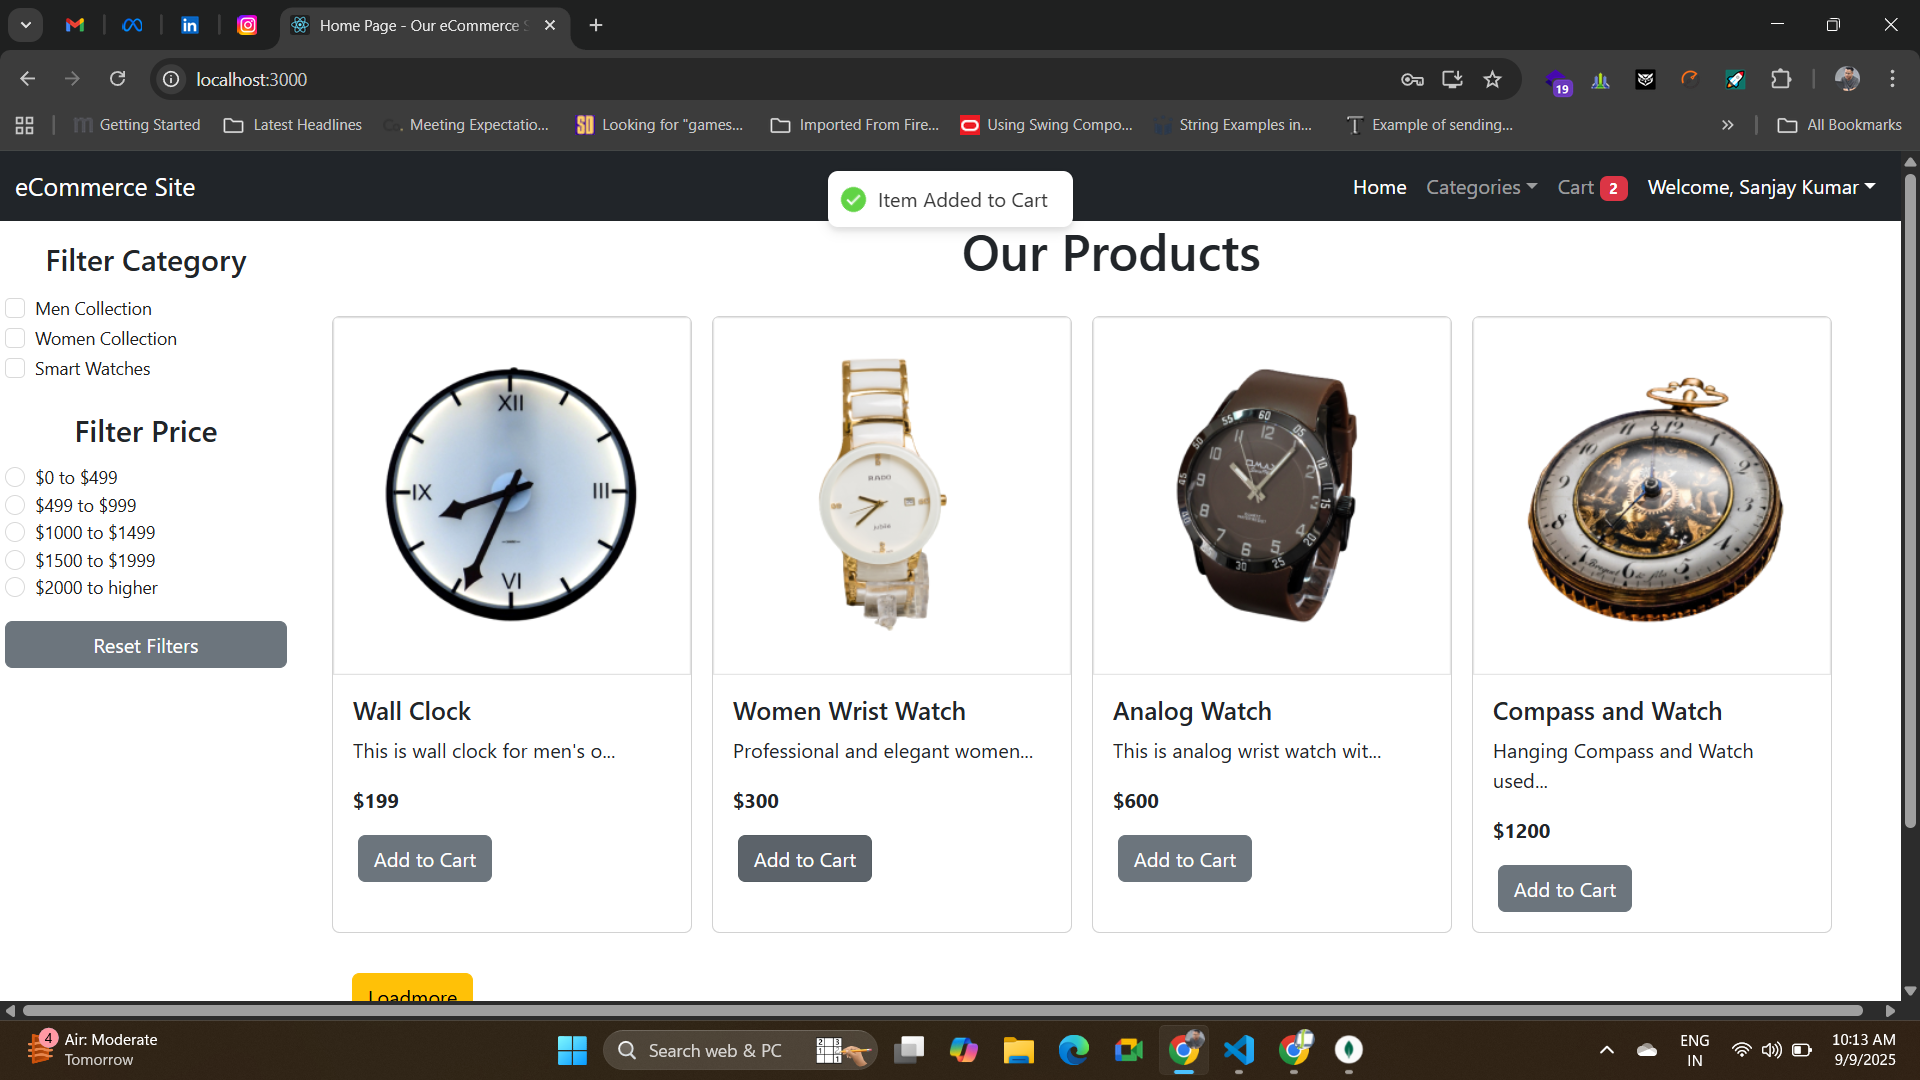 Home Page - Our eCommerce S
localhost:3000
19
Getting Started
Latest Headlines
Meeting Expectatio...
Looking for "games...
Imported From Fire...
Using Swing Compo...
String Examples in...
Example of sending...
All Bookmarks
eCommerce Site
Item Added to Cart
Home
Categories
Cart 2
Welcome, Sanjay Kumar
Filter Category
Men Collection
Women Collection
Smart Watches
Filter Price
$0 to $499
$499 to $999
$1000 to $1499
$1500 to $1999
$2000 to higher
Reset Filters
Our Products
XII
III
VI
IX
Wall Clock
This is wall clock for men's o...
$199
Add to Cart
RADO
Jubile
Women Wrist Watch
Professional and elegant women...
$300
Add to Cart
OMAX
Analog Watch
This is analog wrist watch wit...
$600
Add to Cart
Compass and Watch
Hanging Compass and Watch
used...
$1200
Add to Cart
Loadmore
4
Air: Moderate
Tomorrow
Search web & PC
ENG
IN
10:13 AM
9/9/2025